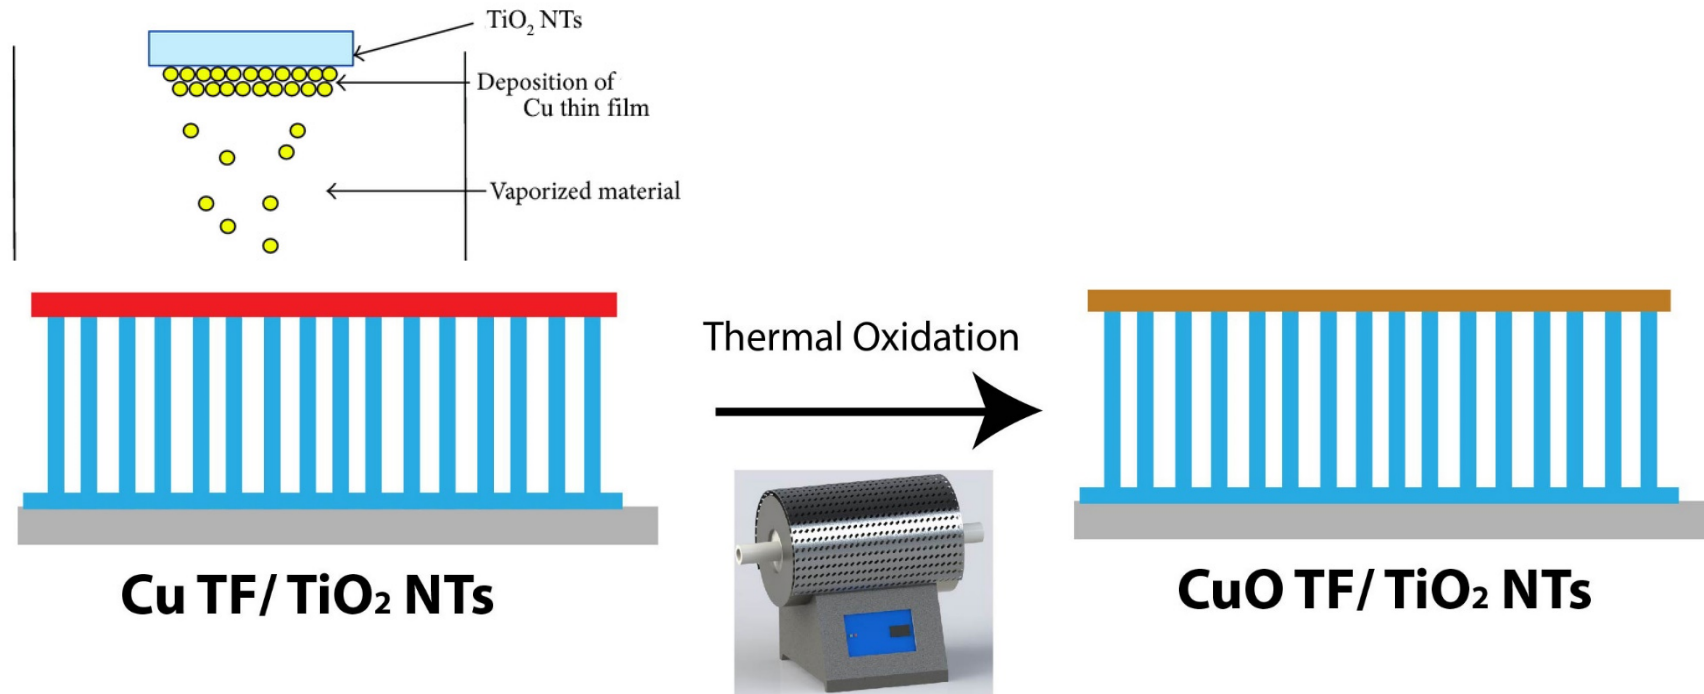 TiO₂ NTs
Deposition of
Cu thin film
Vaporized material
Thermal Oxidation
Cu TF/ TiO₂ NTs
CuO TF/ TiO₂ NTs